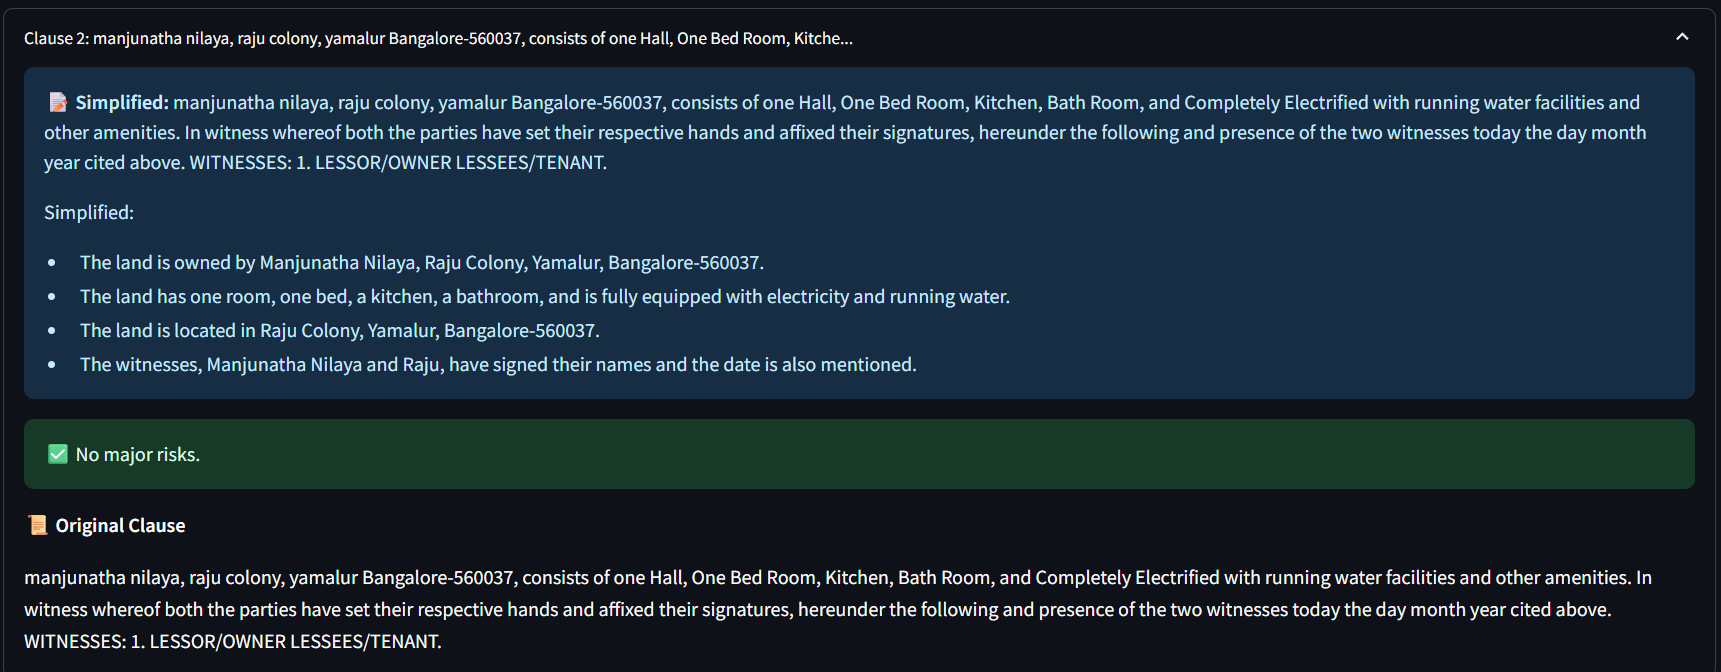 Clause 2: manjunatha nilaya, raju colony, yamalur Bangalore-560037, consists of one Hall, One Bed Room, Kitche...
Simplified: manjunatha nilaya, raju colony, yamalur Bangalore-560037, consists of one Hall, One Bed Room, Kitchen, Bath Room, and Completely Electrified with running water facilities and
other amenities. In witness whereof both the parties have set their respective hands and affixed their signatures, hereunder the following and presence of the two witnesses today the day month
year cited above. WITNESSES: 1. LESSOR/OWNER LESSEES/TENANT.
Simplified:
• The land is owned by Manjunatha Nilaya, Raju Colony, Yamalur, Bangalore-560037.
• The land has one room, one bed, a kitchen, a bathroom, and is fully equipped with electricity and running water.
• The land is located in Raju Colony, Yamalur, Bangalore-560037.
• The witnesses, Manjunatha Nilaya and Raju, have signed their names and the date is also mentioned.
No major risks.
Original Clause
manjunatha nilaya, raju colony, yamalur Bangalore-560037, consists of one Hall, One Bed Room, Kitchen, Bath Room, and Completely Electrified with running water facilities and other amenities. In
witness whereof both the parties have set their respective hands and affixed their signatures, hereunder the following and presence of the two witnesses today the day month year cited above.
WITNESSES: 1. LESSOR/OWNER LESSEES/TENANT.